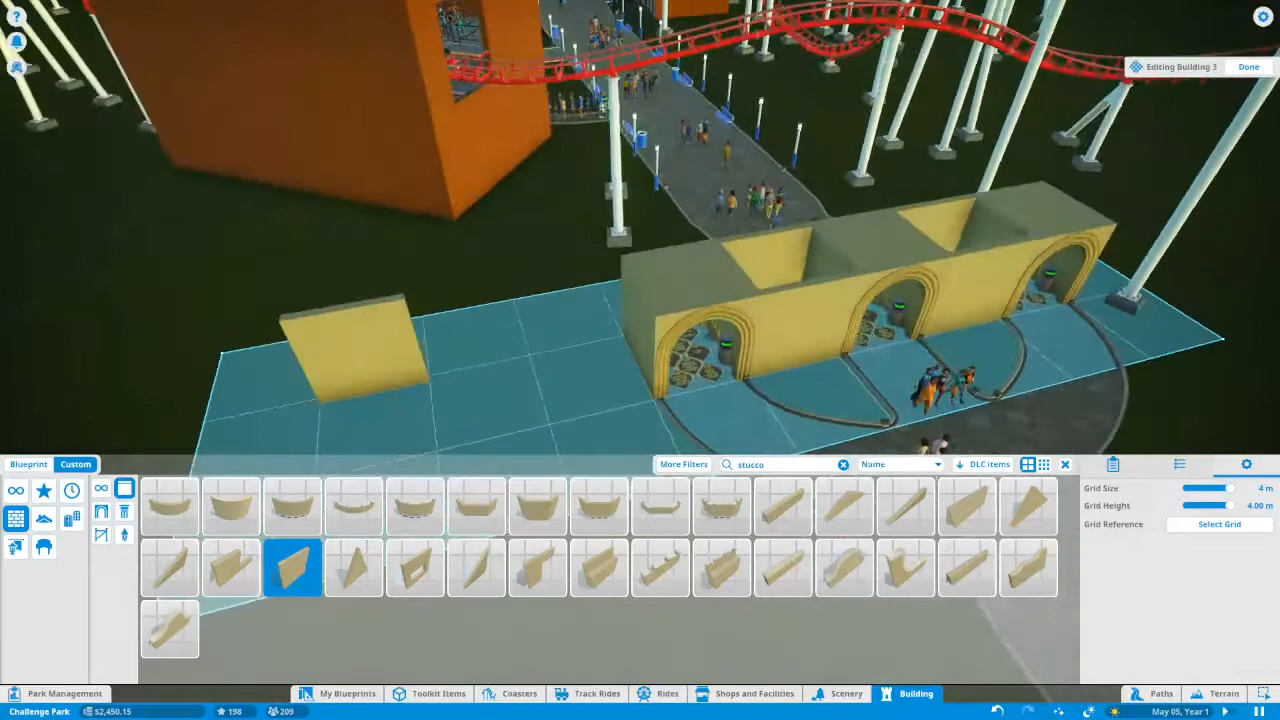 Editing Building 3 Done
Blueprint Custom More Filters stucco Name DLC items
Grid Size 4 m
Grid Height 4.00 m
Grid Reference Select Grid
Park Management My Blueprints Toolkit Items Coasters Track Rides Rides Shops and Facilities Scenery Building Paths Terrain
Challenge Park $2,450.15 198 209 May 05, Year 1